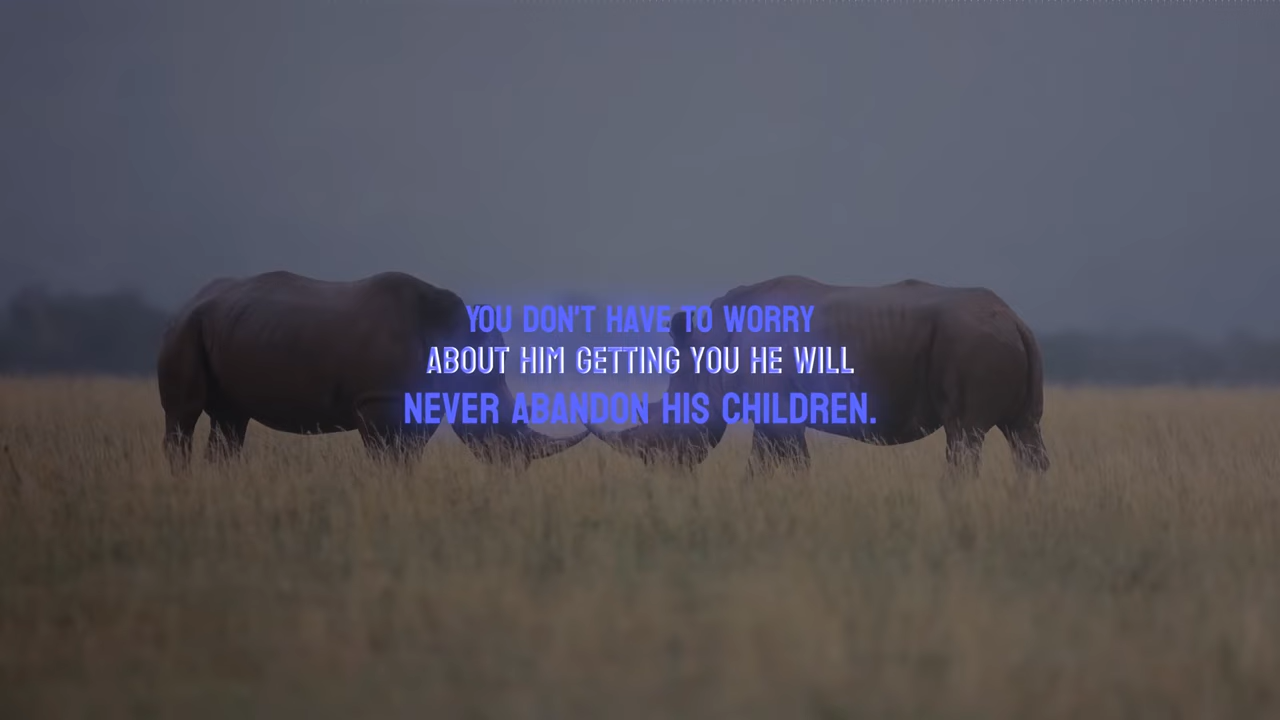 YOU DON'T HAVE TO WORRY
ABOUT HIM GETTING YOU HE WILL
NEVER ABANDON HIS CHILDREN.